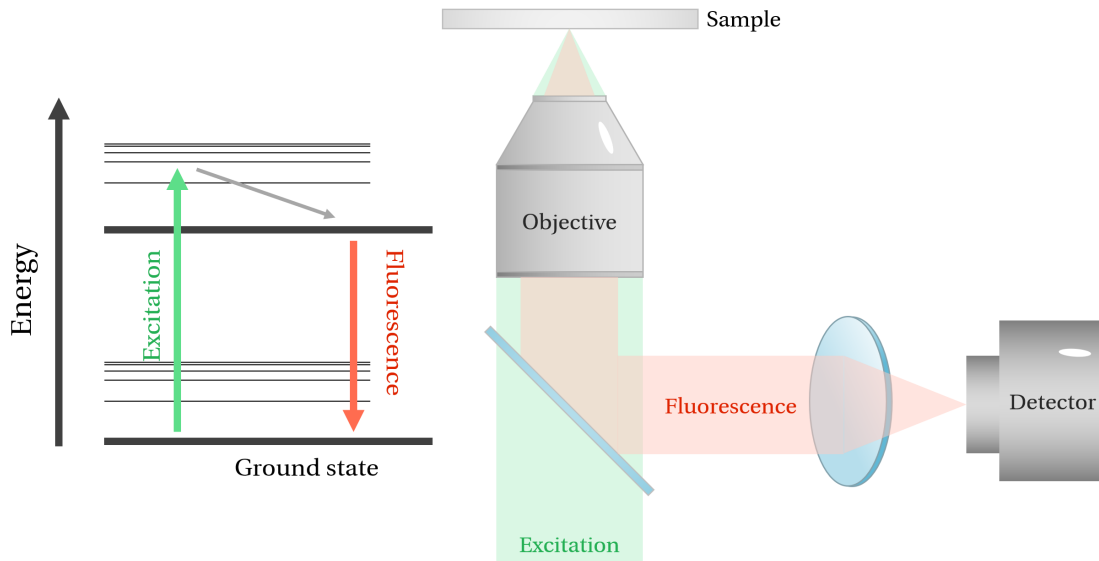 Sample
Energy
Excitation
Fluorescence
Ground state
Objective
Fluorescence
Detector
Excitation